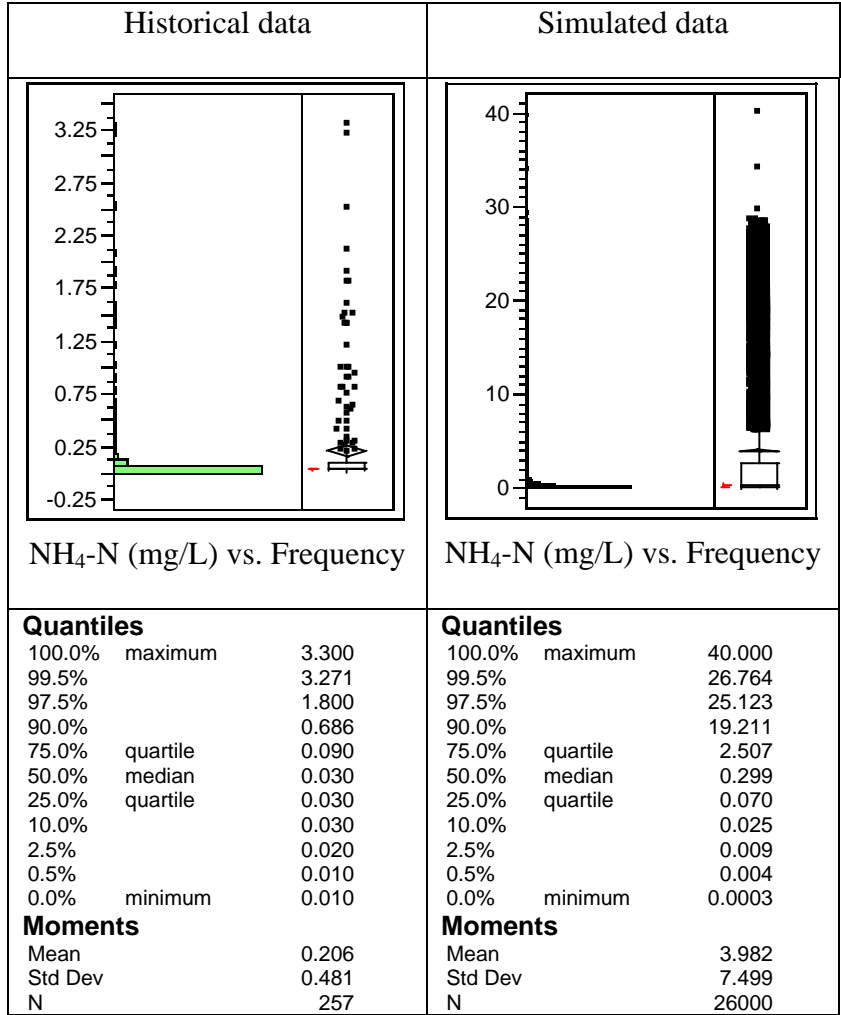 Historical data
Simulated data
3.25
2.75
2.25
1.75
1.25
0.75
0.25
-0.25
40
30
20
10
0
NH₄-N (mg/L) vs. Frequency
NH₄-N (mg/L) vs. Frequency
Quantiles
100.0% maximum 3.300
99.5% 3.271
97.5% 1.800
90.0% 0.686
75.0% quartile 0.090
50.0% median 0.030
25.0% quartile 0.030
10.0% 0.030
2.5% 0.020
0.5% 0.010
0.0% minimum 0.010
Moments
Mean 0.206
Std Dev 0.481
N 257
Quantiles
100.0% maximum 40.000
99.5% 26.764
97.5% 25.123
90.0% 19.211
75.0% quartile 2.507
50.0% median 0.299
25.0% quartile 0.070
10.0% 0.025
2.5% 0.009
0.5% 0.004
0.0% minimum 0.0003
Moments
Mean 3.982
Std Dev 7.499
N 26000